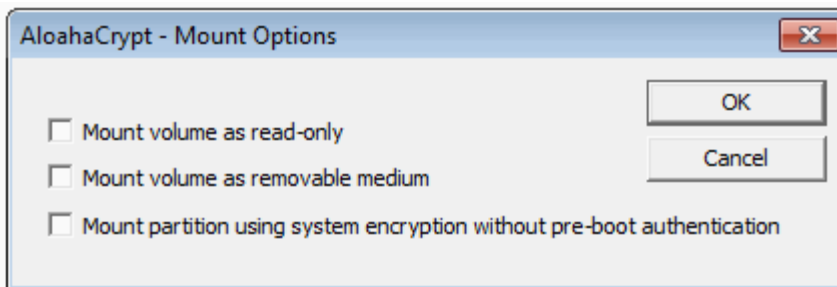 AloahaCrypt - Mount Options
OK
Mount volume as read-only
Cancel
Mount volume as removable medium
Mount partition using system encryption without pre-boot authentication